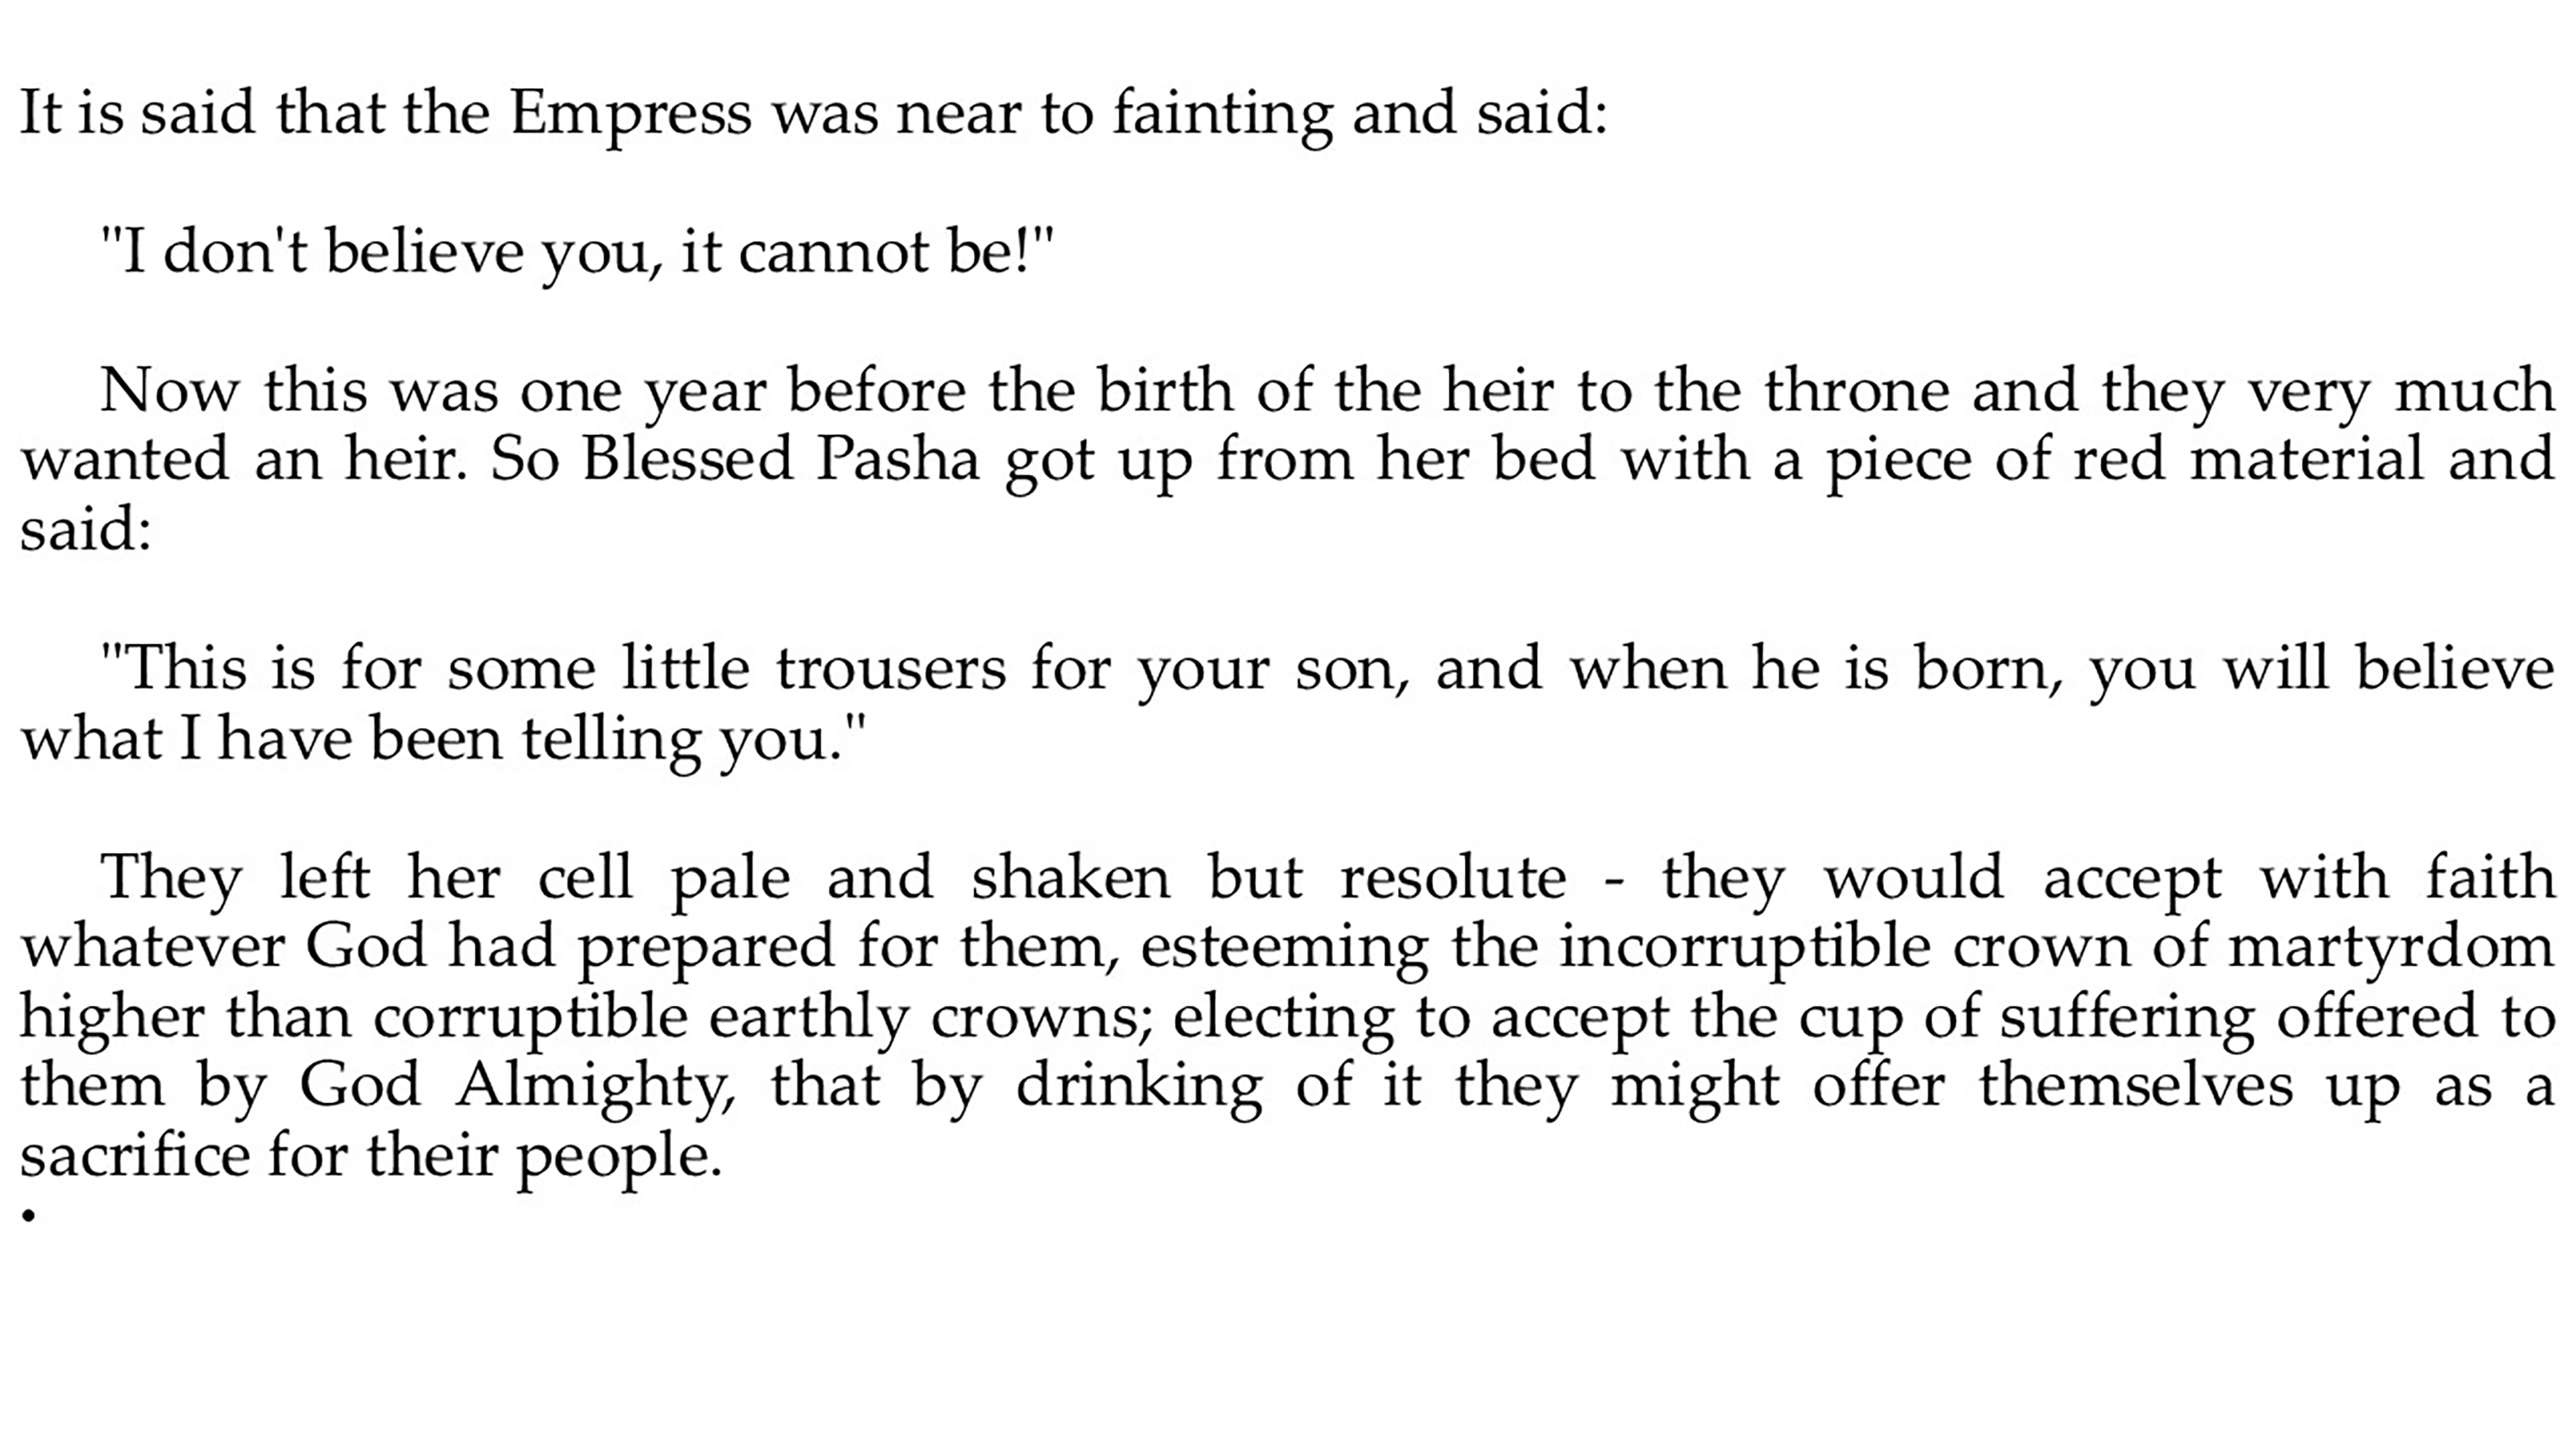 It is said that the Empress was near to fainting and said:
"I don't believe you, it cannot be!"
Now this was one year before the birth of the heir to the throne and they very much
wanted an heir. So Blessed Pasha got up from her bed with a piece of red material and
said:
"This is for some little trousers for your son, and when he is born, you will believe
what I have been telling you."
They left her cell pale and shaken but resolute - they would accept with faith
whatever God had prepared for them, esteeming the incorruptible crown of martyrdom
higher than corruptible earthly crowns; electing to accept the cup of suffering offered to
them by God Almighty, that by drinking of it they might offer themselves up as a
sacrifice for their people.
•